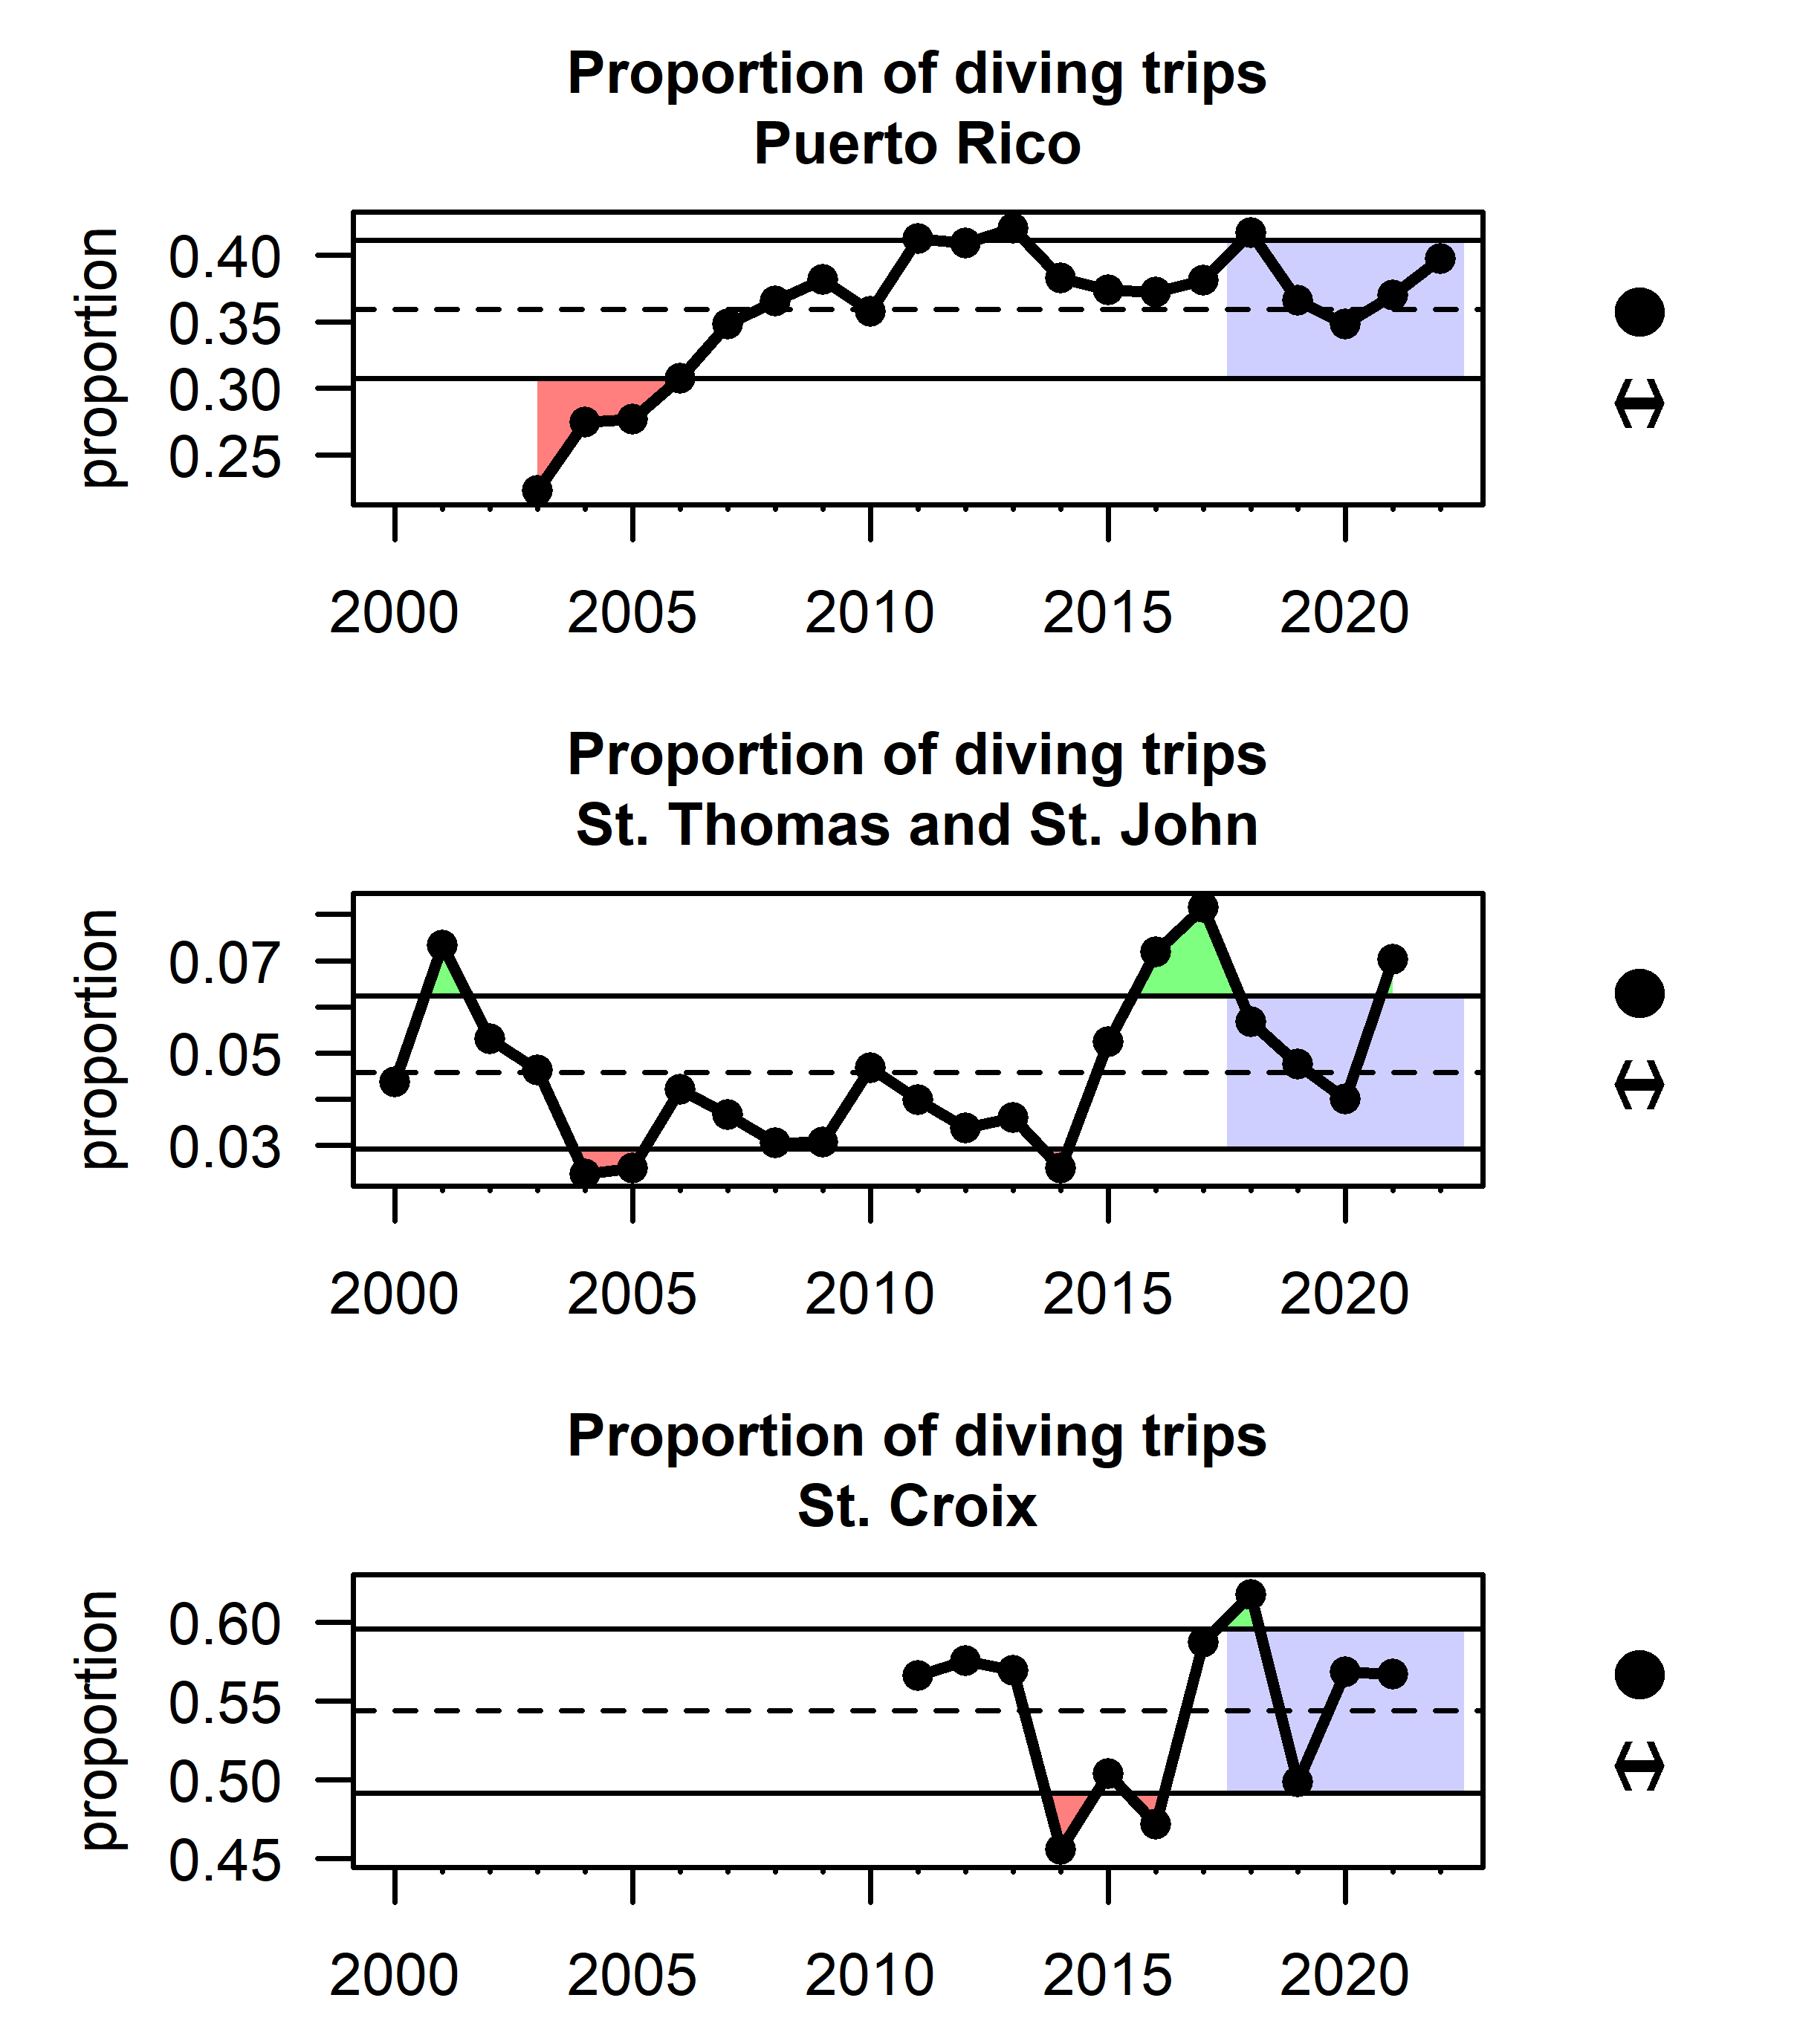 Proportion of diving trips
Puerto Rico
proportion
0.40
0.35
0.30
0.25
2000 2005 2010 2015 2020
Proportion of diving trips
St. Thomas and St. John
proportion
0.07
0.05
0.03
2000 2005 2010 2015 2020
Proportion of diving trips
St. Croix
proportion
0.60
0.55
0.50
0.45
2000 2005 2010 2015 2020